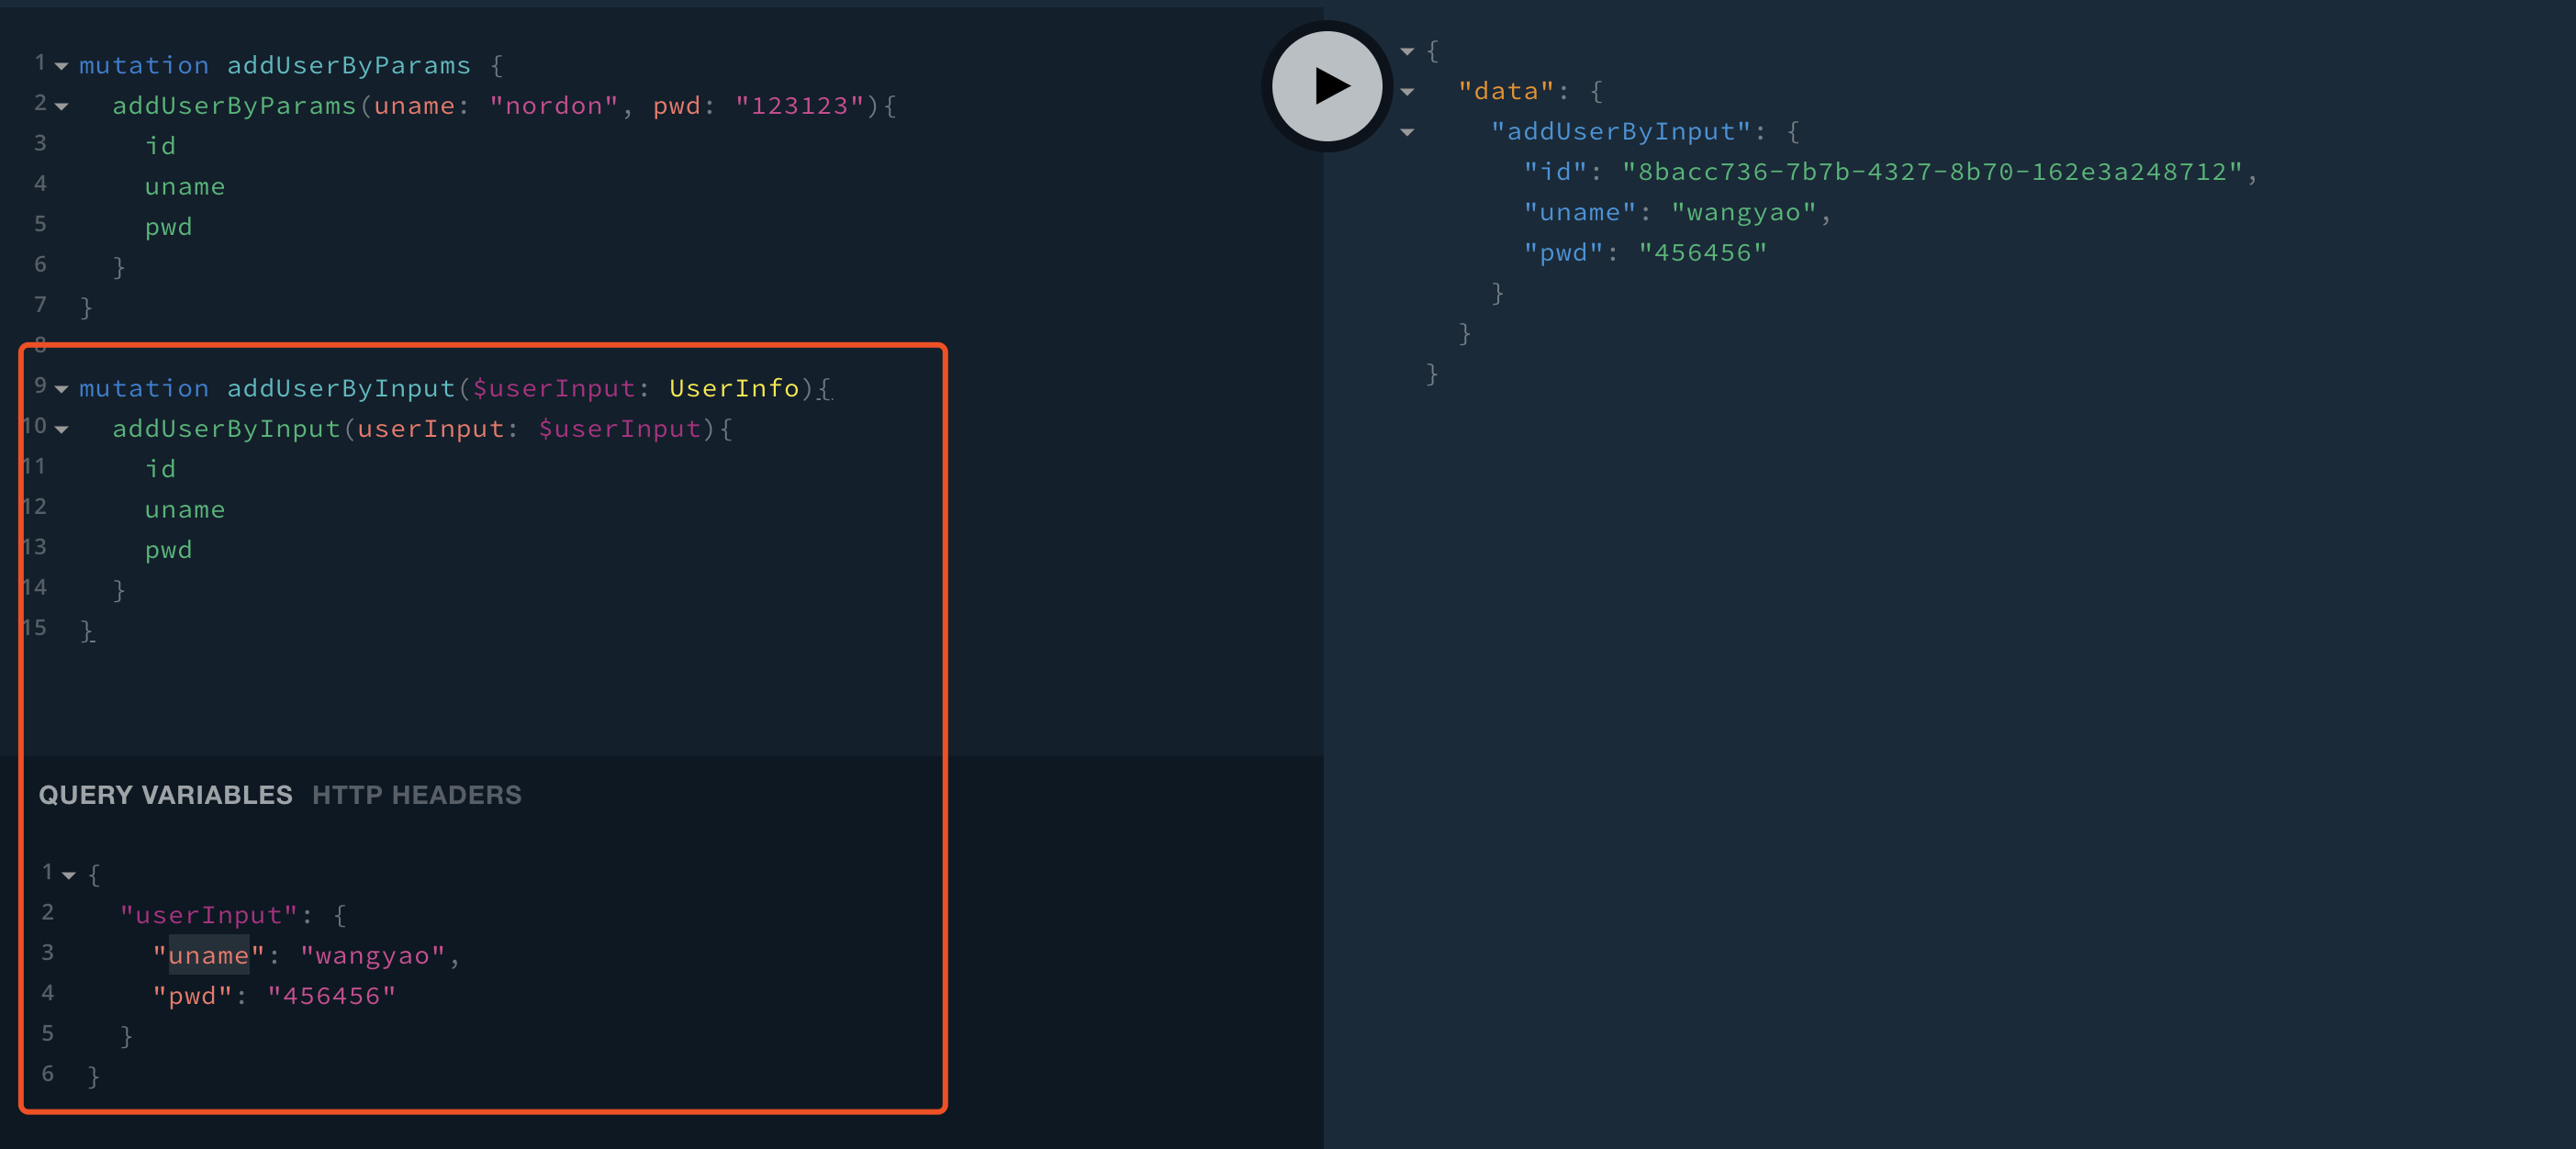 1 mutation addUserByParams {
2 addUserByParams(uname: "nordon", pwd: "123123"){
3 id
4 uname
5 pwd
6 }
7 }
8
9 mutation addUserByInput($userInput: UserInfo){
10 addUserByInput(userInput: $userInput){
11 id
12 uname
13 pwd
14 }
15 }
QUERY VARIABLES HTTP HEADERS
1 {
2 "userInput": {
3 "uname": "wangyao",
4 "pwd": "456456"
5 }
6 }
{
"data": {
"addUserByInput": {
"id": "8bacc736-7b7b-4327-8b70-162e3a248712",
"uname": "wangyao",
"pwd": "456456"
}
}
}